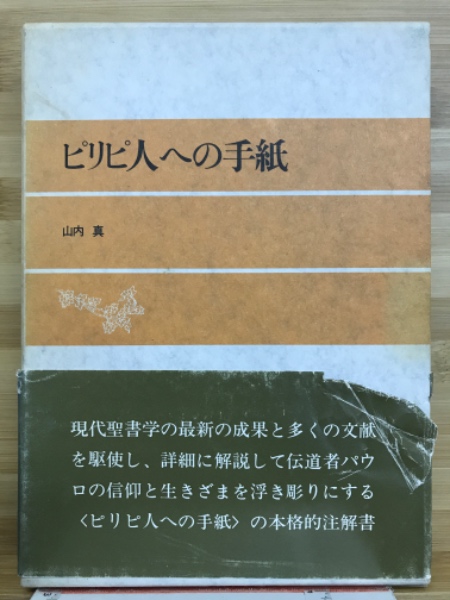 ピリピ人への手紙
山内 真
現代聖書学の最新の成果と多くの文献
を駆使し、詳細に解説して伝道者パウ
ロの信仰と生きざまを浮き彫りにする
〈ピリピ人への手紙〉の本格的注解書